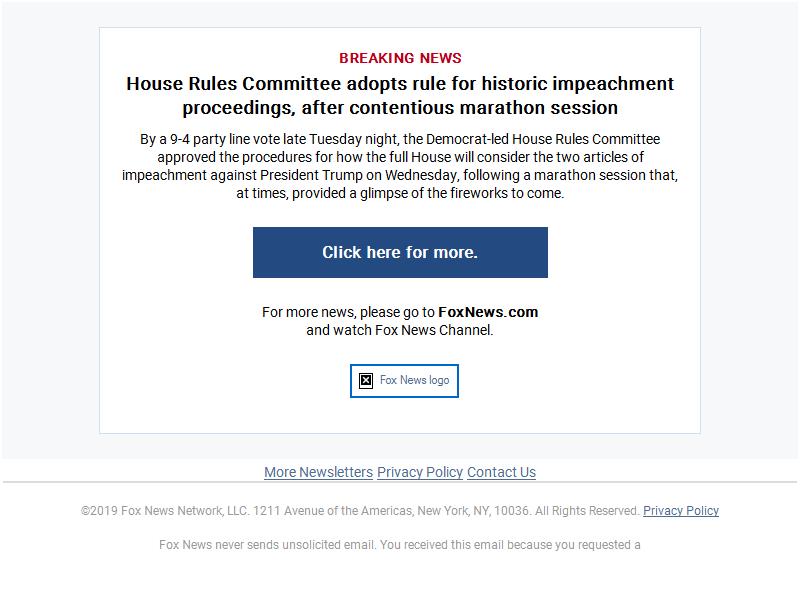 BREAKING NEWS
House Rules Committee adopts rule for historic impeachment
proceedings, after contentious marathon session
By a 9-4 party line vote late Tuesday night, the Democrat-led House Rules Committee
approved the procedures for how the full House will consider the two articles of
impeachment against President Trump on Wednesday, following a marathon session that,
at times, provided a glimpse of the fireworks to come.
Click here for more.
For more news, please go to FoxNews.com
and watch Fox News Channel.
Fox News logo
More Newsletters Privacy Policy Contact Us
©2019 Fox News Network, LLC. 1211 Avenue of the Americas, New York, NY, 10036. All Rights Reserved. Privacy Policy
Fox News never sends unsolicited email. You received this email because you requested a